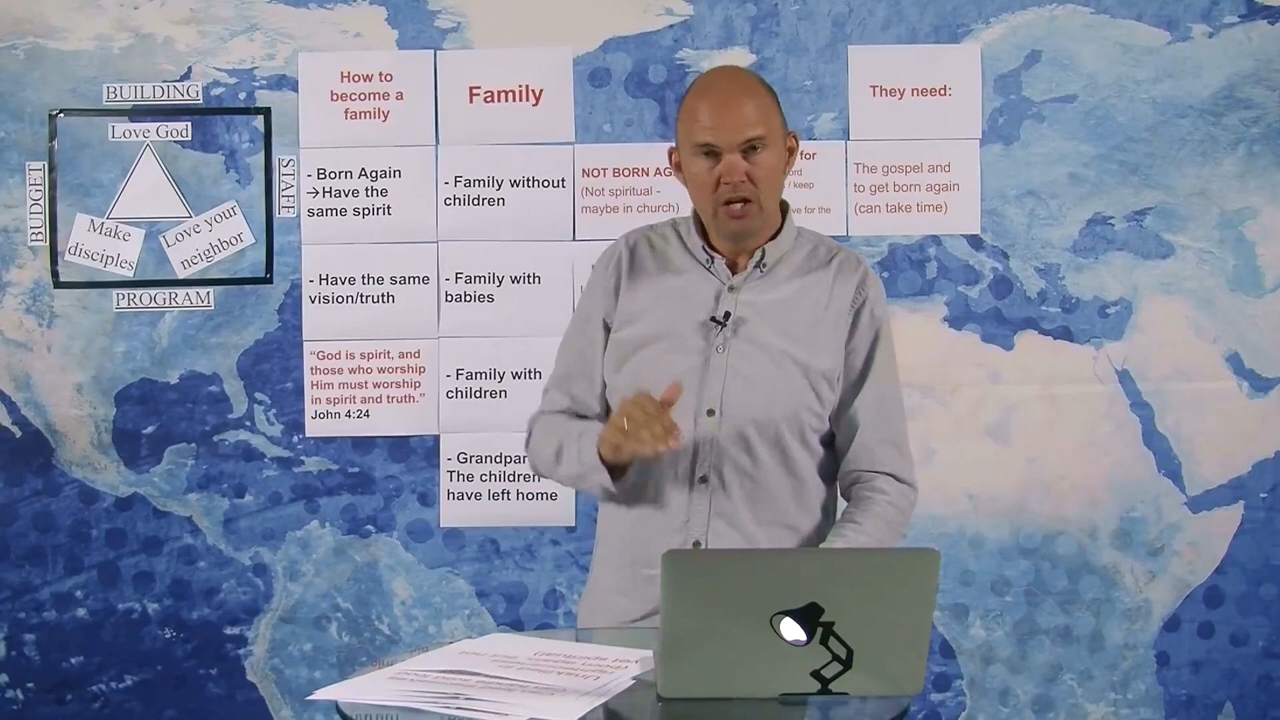 BUILDING
Love God
BUDGET
STAFF
Make
disciples
Love your
neighbor
PROGRAM
How to
become a
family
- Born Again
→Have the
same spirit
- Have the same
vision/truth
“God is spirit, and
those who worship
Him must worship
in spirit and truth.”
John 4:24
Family
- Family without
children
- Family with
babies
- Family with
children
The children
have left home
NOT BORN
(Not spiritual -
maybe in church)
for
/ keep
for the
They need:
The gospel and
to get born again
(can take time)